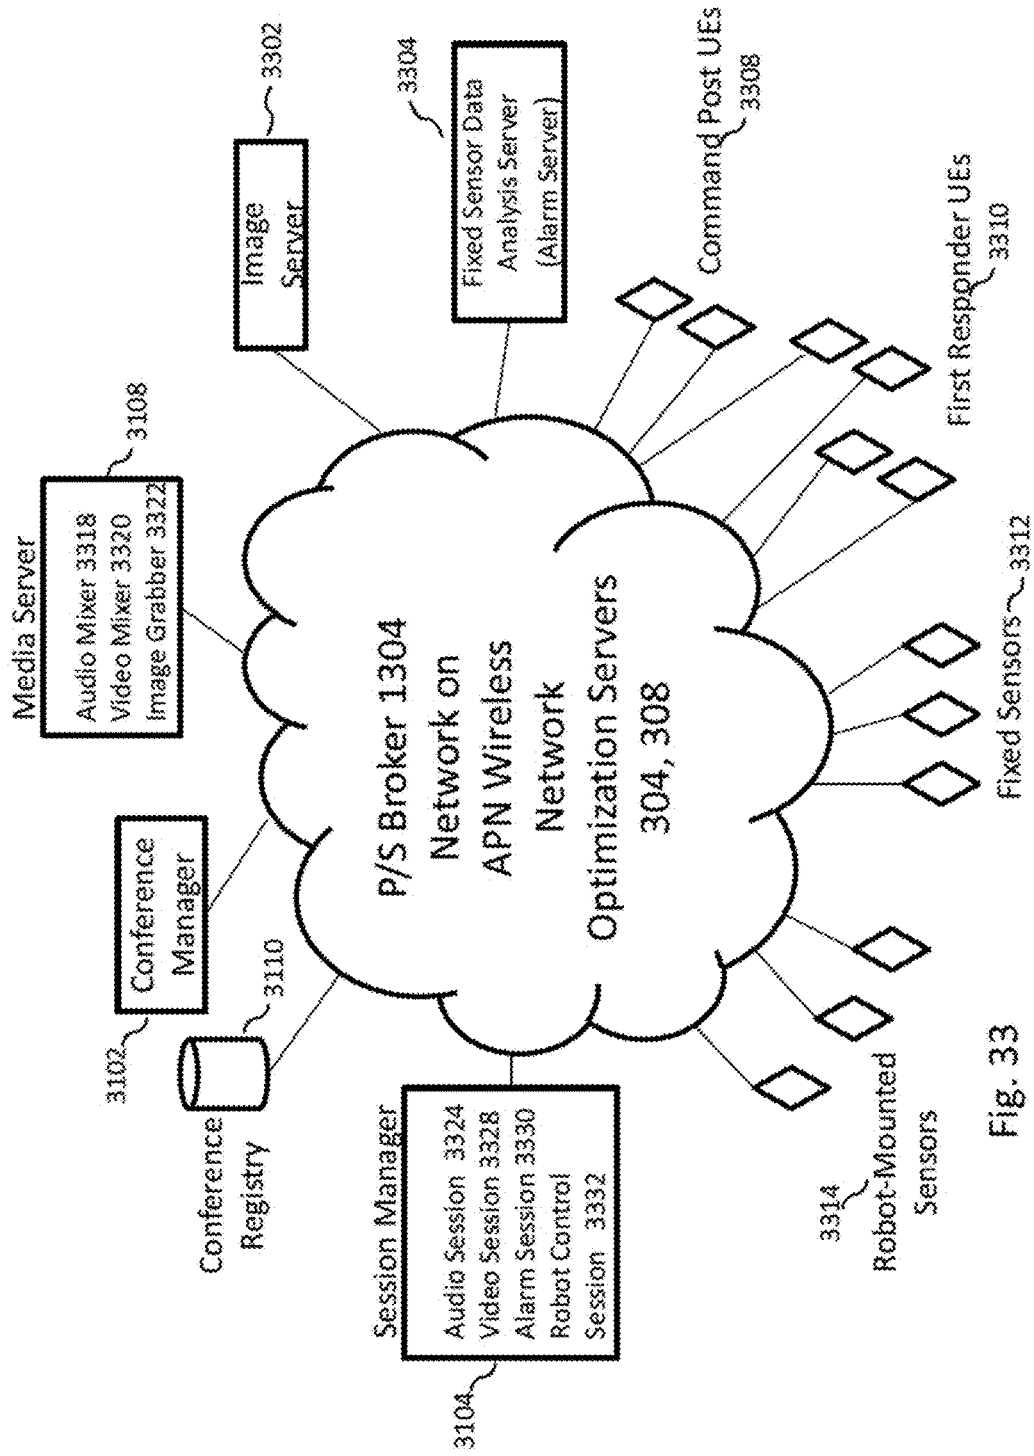 Conference
Registry
3110
3102
Conference
Manager
Media Server
3108
Audio Mixer 3318
Video Mixer 3320
Image Grabber 3322
3302
Image
Server
3304
Fixed Sensor Data
Analysis Server
(Alarm Server)
Session Manager
3104
Audio Session 3324
Video Session 3328
Alarm Session 3330
Robot Control
Session 3332
P/S Broker 1304
Network on
APN Wireless
Network
Optimization Servers
304, 308
Command Post UEs
3308
First Responder UEs
3310
Fixed Sensors 3312
3314
Robot-Mounted
Sensors
Fig. 33